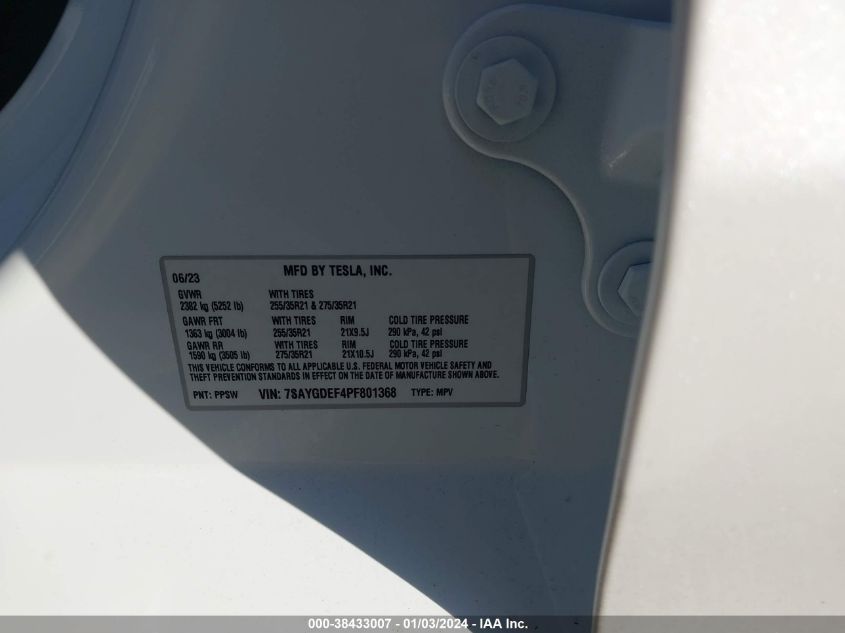 06/23 MFD BY TESLA, INC.
GVWR WITH TIRES
2382 kg (5252 lb) 255/35R21 & 275/35R21
GAWR FRT WITH TIRES RIM COLD TIRE PRESSURE
1363 kg (3004 lb) 255/35R21 21X9.5J 290 kPa, 42 psi
GAWR RR WITH TIRES RIM COLD TIRE PRESSURE
1590 kg (3505 lb) 275/35R21 21X10.5J 290 kPa, 42 psi
THIS VEHICLE CONFORMS TO ALL APPLICABLE U.S. FEDERAL MOTOR VEHICLE SAFETY AND
THEFT PREVENTION STANDARDS IN EFFECT ON THE DATE OF MANUFACTURE SHOWN ABOVE.
PNT: PPSW VIN: 7SAYGDEF4PF801368 TYPE: MPV
000-38433007 - 01/03/2024 - IAA Inc.